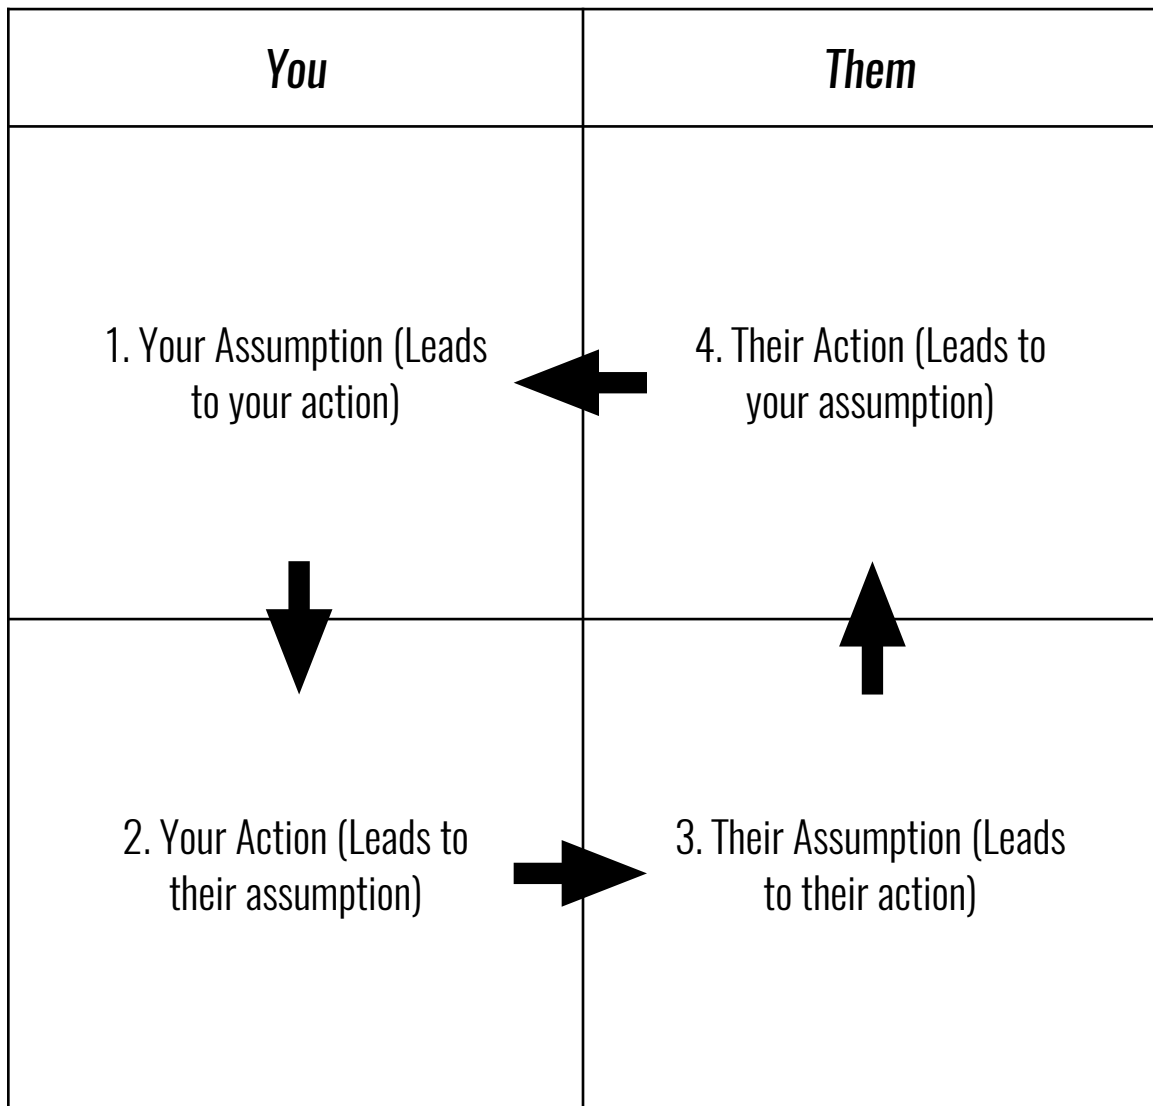 You
Them
1. Your Assumption (Leads
to your action)
4. Their Action (Leads to
your assumption)
2. Your Action (Leads to
their assumption)
3. Their Assumption (Leads
to their action)